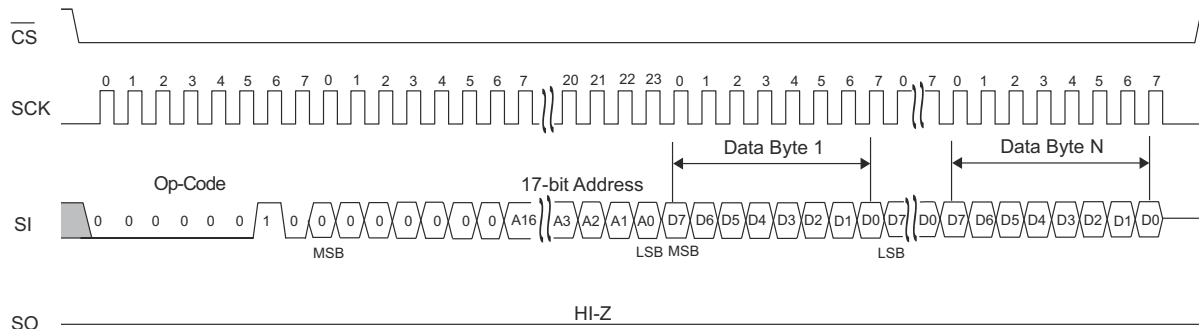 CS
0 1 2 3 4 5 6 7 0 1 2 3 4 5 6 7 20 21 22 23 0 1 2 3 4 5 6 7 0 7 0 1 2 3 4 5 6 7
SCK
Data Byte 1 Data Byte N
Op-Code 17-bit Address
SI 0 0 0 0 0 0 1 0 0 0 0 0 0 0 0 A16 A3 A2 A1 A0 D7 D6 D5 D4 D3 D2 D1 D0 D7 D0 D7 D6 D5 D4 D3 D2 D1 D0
MSB LSB MSB LSB
HI-Z
SO